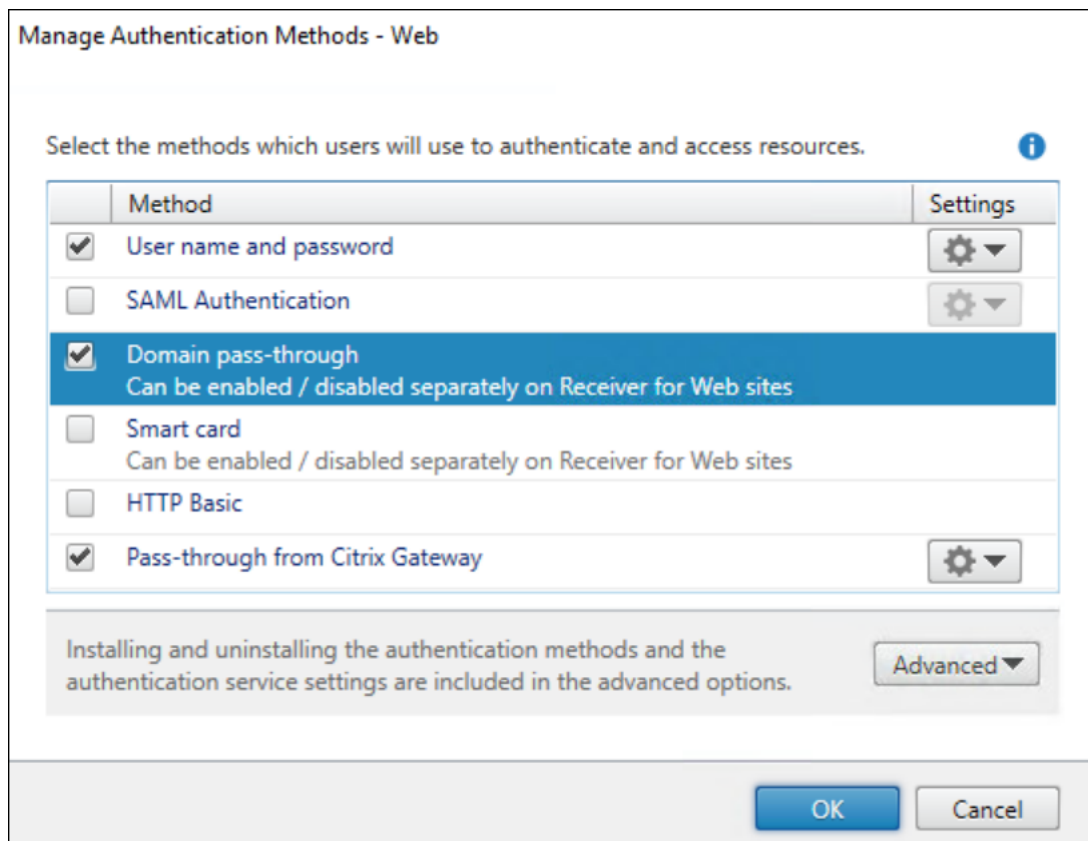 Manage Authentication Methods - Web
Select the methods which users will use to authenticate and access resources.
Method Settings
User name and password
SAML Authentication
Domain pass-through
Can be enabled / disabled separately on Receiver for Web sites
Smart card
Can be enabled / disabled separately on Receiver for Web sites
HTTP Basic
Pass-through from Citrix Gateway
Installing and uninstalling the authentication methods and the
authentication service settings are included in the advanced options.
Advanced
OK Cancel